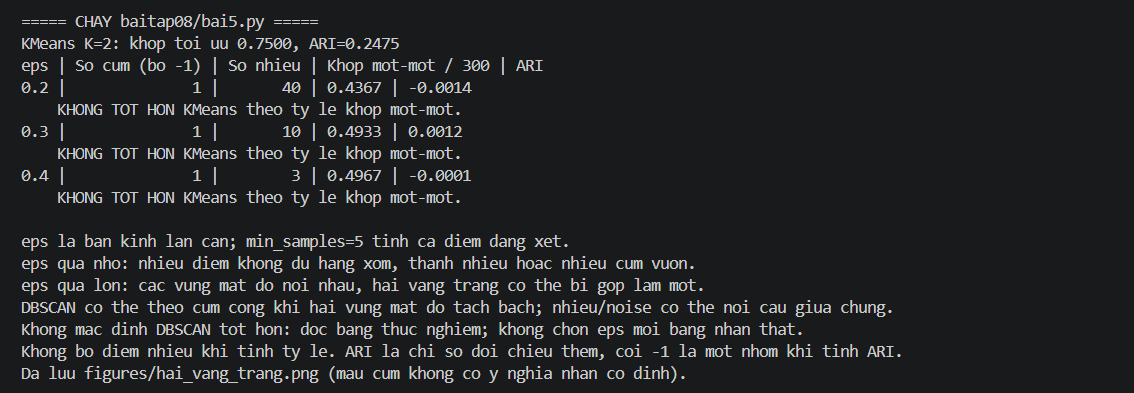 ===== CHAY baitap08/bai5.py =====
KMeans K=2: khop toi uu 0.7500, ARI=0.2475
eps | So cum (bo -1) | So nhieu | Khop mot-mot / 300 | ARI
0.2 |              1 |       40 | 0.4367 | -0.0014
    KHONG TOT HON KMeans theo ty le khop mot-mot.
0.3 |              1 |       10 | 0.4933 | 0.0012
    KHONG TOT HON KMeans theo ty le khop mot-mot.
0.4 |              1 |        3 | 0.4967 | -0.0001
    KHONG TOT HON KMeans theo ty le khop mot-mot.

eps la ban kinh lan can; min_samples=5 tinh ca diem dang xet.
eps qua nho: nhieu diem khong du hang xom, thanh nhieu hoac nhieu cum vuon.
eps qua lon: cac vung mat do noi nhau, hai vang trang co the bi gop lam mot.
DBSCAN co the theo cum cong khi hai vung mat do tach bach; nhieu/noise co the noi cau giua chung.
Khong mac dinh DBSCAN tot hon: doc bang thuc nghiem; khong chon eps moi bang nhan that.
Khong bo diem nhieu khi tinh ty le. ARI la chi so doi chieu them, coi -1 la mot nhom khi tinh ARI.
Da luu figures/hai_vang_trang.png (mau cum khong co y nghia nhan co dinh).